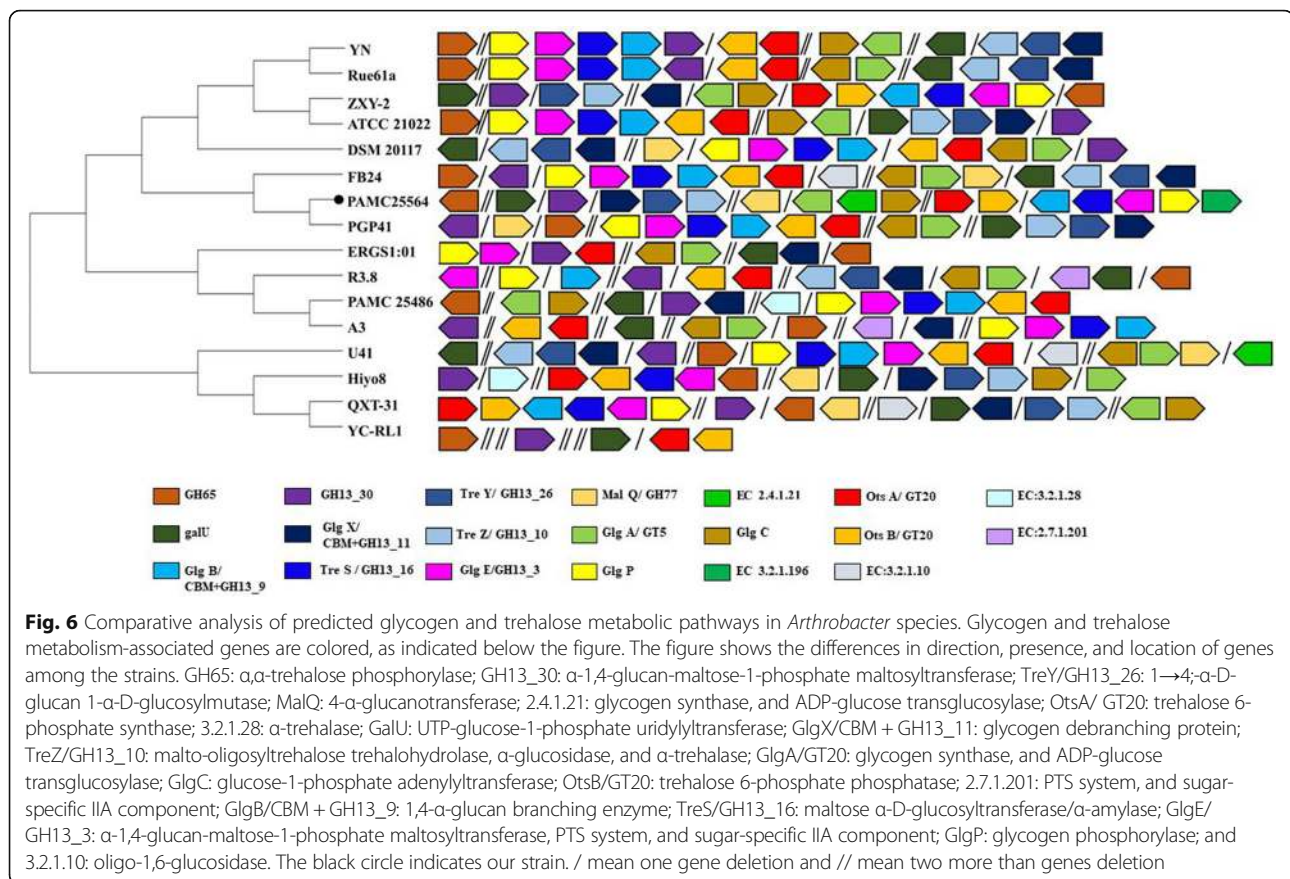 YN
Rue61a
ZXY-2
ATCC 21022
DSM 20117
FB24
PAMC25564
PGP41
ERGS1:01
R3.8
PAMC 25486
A3
U41
Hiyo8
QXT-31
YC-RL1
GH65
GH13_30
Tre Y/ GH13_26
Mal Q/ GH77
EC 2.4.1.21
Ots A/ GT20
EC:3.2.1.28
galU
Glg X/
CBM+GH13_11
Tre Z/ GH13_10
Glg A/ GT5
Glg C
Ots B/ GT20
EC:2.7.1.201
Glg B/
CBM+GH13_9
Tre S / GH13_16
Glg E/GH13_3
Glg P
EC 3.2.1.196
EC:3.2.1.10
Fig. 6 Comparative analysis of predicted glycogen and trehalose metabolic pathways in Arthrobacter species. Glycogen and trehalose
metabolism-associated genes are colored, as indicated below the figure. The figure shows the differences in direction, presence, and location of genes
among the strains. GH65: α,α-trehalose phosphorylase; GH13_30: α-1,4-glucan-maltose-1-phosphate maltosyltransferase; TreY/GH13_26: 1→4;-α-D-
glucan 1-α-D-glucosylmutase; MalQ: 4-α-glucanotransferase; 2.4.1.21: glycogen synthase, and ADP-glucose transglucosylase; OtsA/ GT20: trehalose 6-
phosphate synthase; 3.2.1.28: α-trehalase; GalU: UTP-glucose-1-phosphate uridylyltransferase; GlgX/CBM + GH13_11: glycogen debranching protein;
TreZ/GH13_10: malto-oligosyltrehalose trehalohydrolase, α-glucosidase, and α-trehalase; GlgA/GT20: glycogen synthase, and ADP-glucose
transglucosylase; GlgC: glucose-1-phosphate adenylyltransferase; OtsB/GT20: trehalose 6-phosphate phosphatase; 2.7.1.201: PTS system, and sugar-
specific IIA component; GlgB/CBM + GH13_9: 1,4-α-glucan branching enzyme; TreS/GH13_16: maltose α-D-glucosyltransferase/α-amylase; GlgE/
GH13_3: α-1,4-glucan-maltose-1-phosphate maltosyltransferase, PTS system, and sugar-specific IIA component; GlgP: glycogen phosphorylase; and
3.2.1.10: oligo-1,6-glucosidase. The black circle indicates our strain. / mean one gene deletion and // mean two more than genes deletion